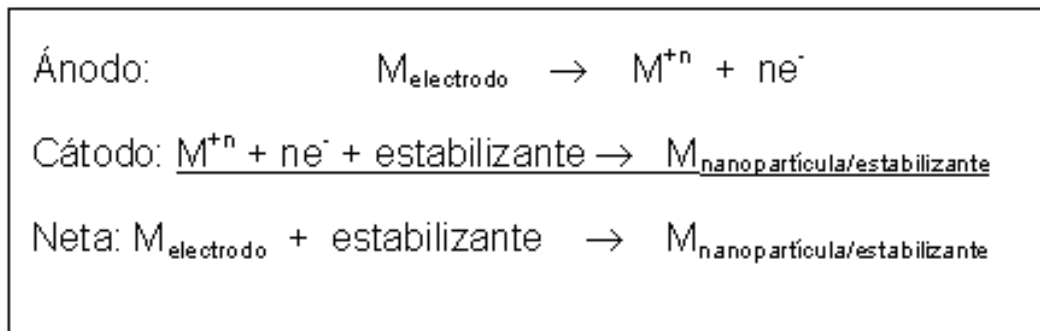 Ánodo: M electrodo → M+n + ne-
Cátodo: M+n + ne- + estabilizante → M nanopartícula/estabilizante
Neta: M electrodo + estabilizante → M nanopartícula/estabilizante